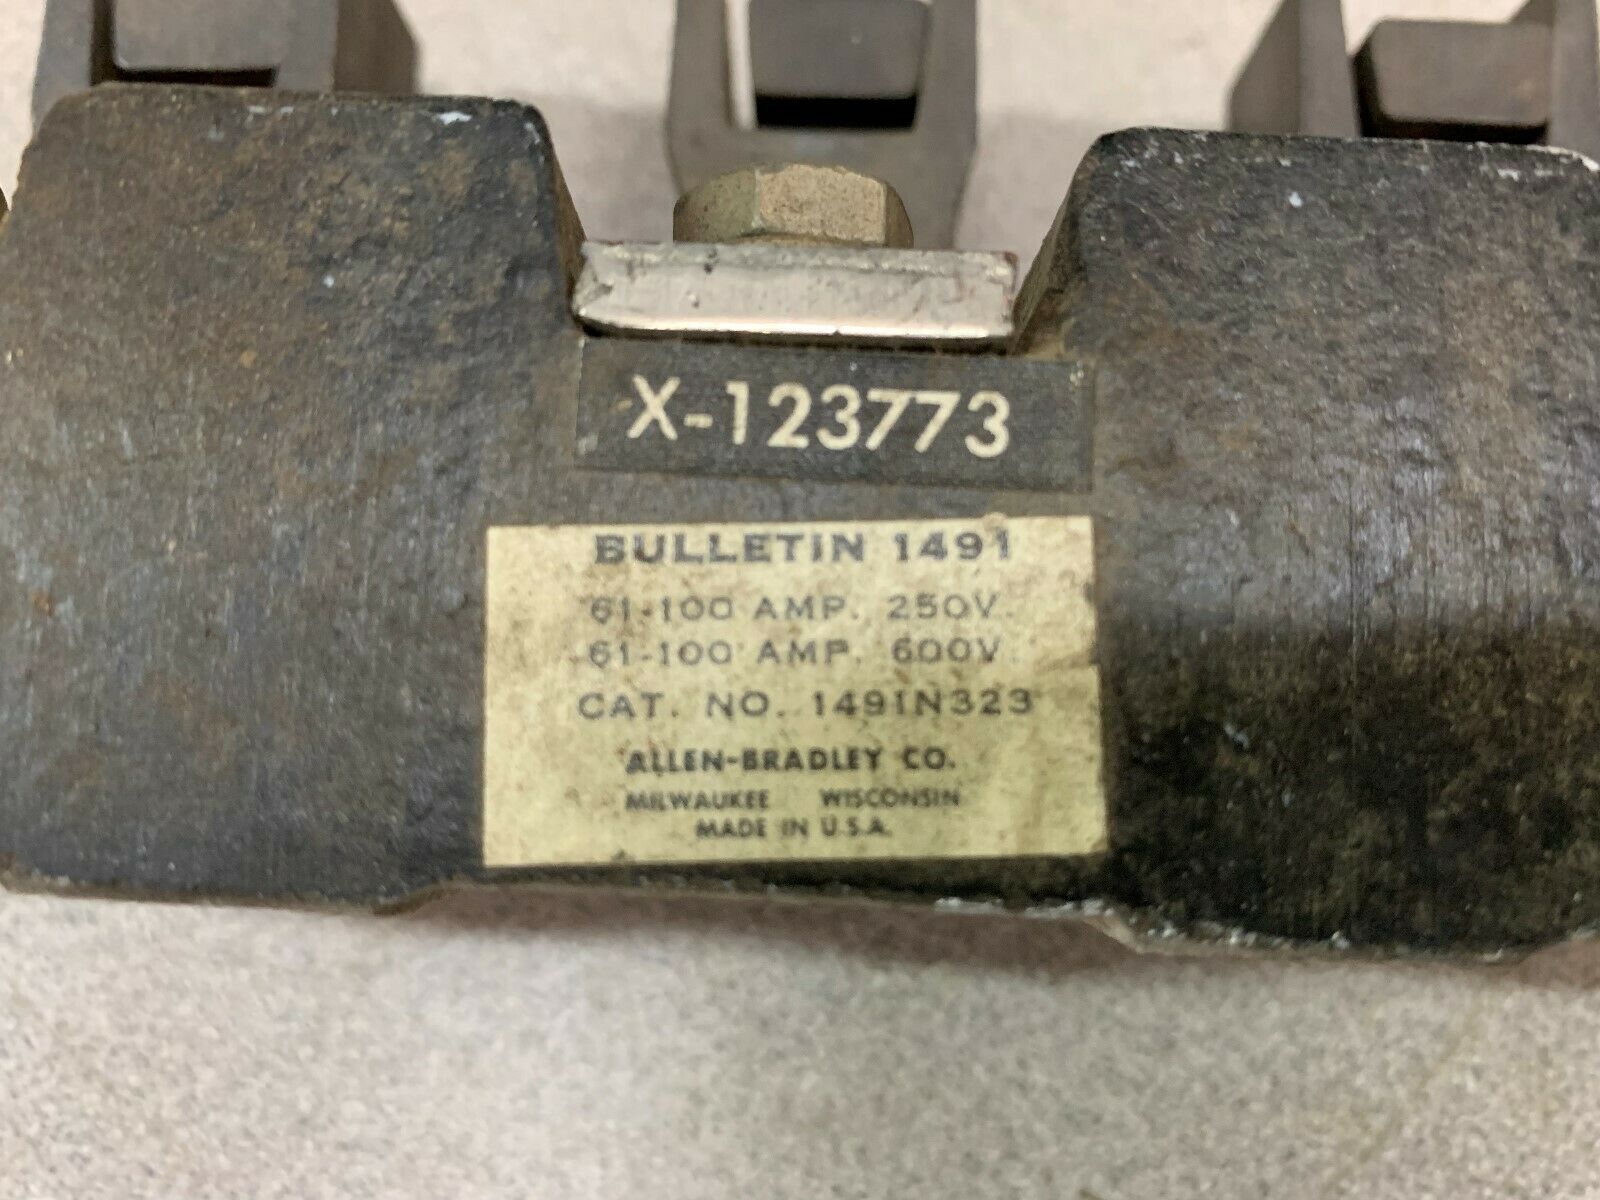 X-123773
BULLETIN 1491
61-100 AMP. 250V.
61-100 AMP. 600V.
CAT. NO. 1491N323
ALLEN-BRADLEY CO.
MILWAUKEE WISCONSIN
MADE IN U.S.A.